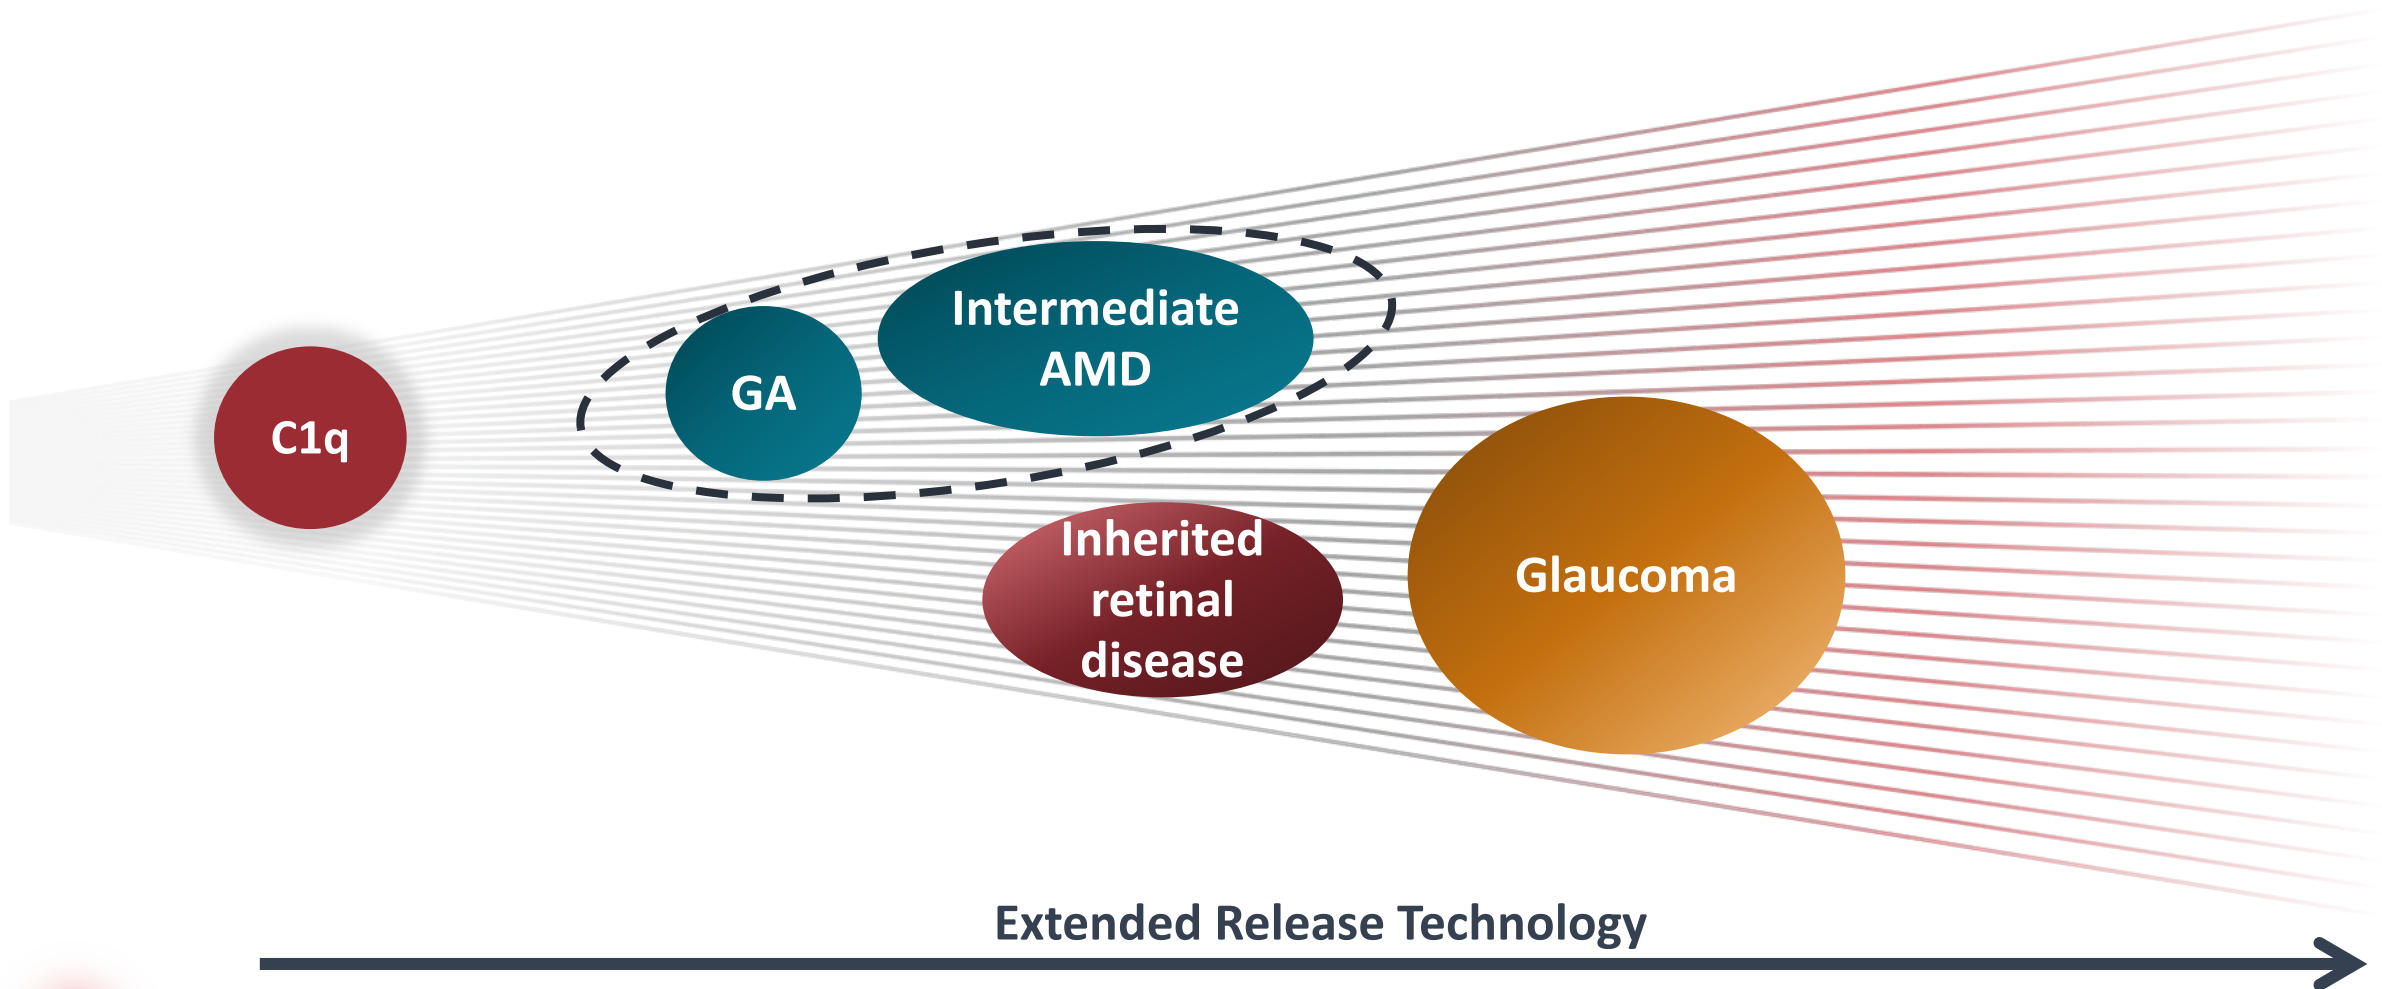 C1q
GA
Intermediate
AMD
Inherited
retinal
disease
Glaucoma
Extended Release Technology